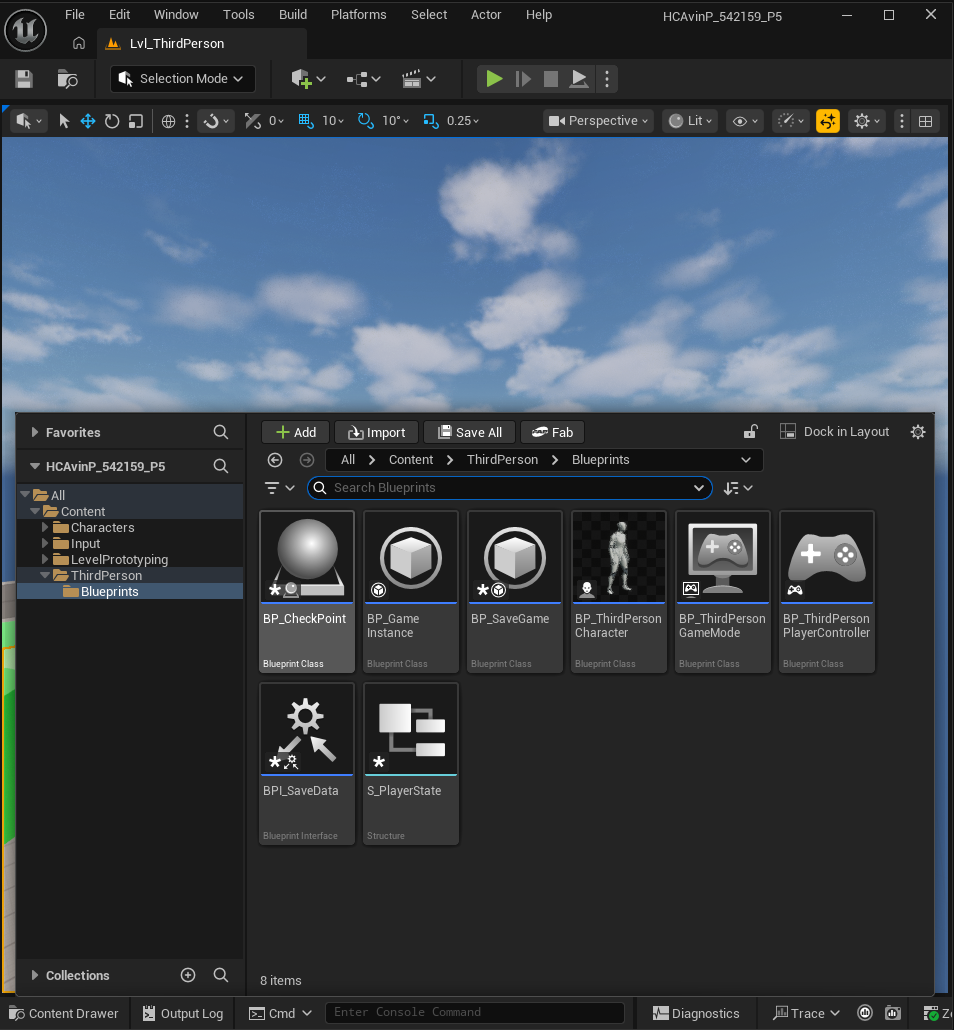 File Edit Window Tools Build Platforms Select Actor Help HCAvinP_542159_P5
Lvl_ThirdPerson
Selection Mode
0 10 10° 0.25 Perspective Lit
Favorites
HCAvinP_542159_P5
All
Content
Characters
Input
LevelPrototyping
ThirdPerson
Blueprints
Collections
Add Import Save All Fab Dock in Layout
All Content ThirdPerson Blueprints
Search Blueprints
BP_CheckPoint
Blueprint Class
BP_Game
Instance
Blueprint Class
BP_SaveGame
Blueprint Class
BP_ThirdPerson
Character
Blueprint Class
BP_ThirdPerson
GameMode
Blueprint Class
BP_ThirdPerson
PlayerController
Blueprint Class
BPI_SaveData
Blueprint Interface
S_PlayerState
Structure
8 items
Content Drawer Output Log Cmd Enter Console Command Diagnostics Trace